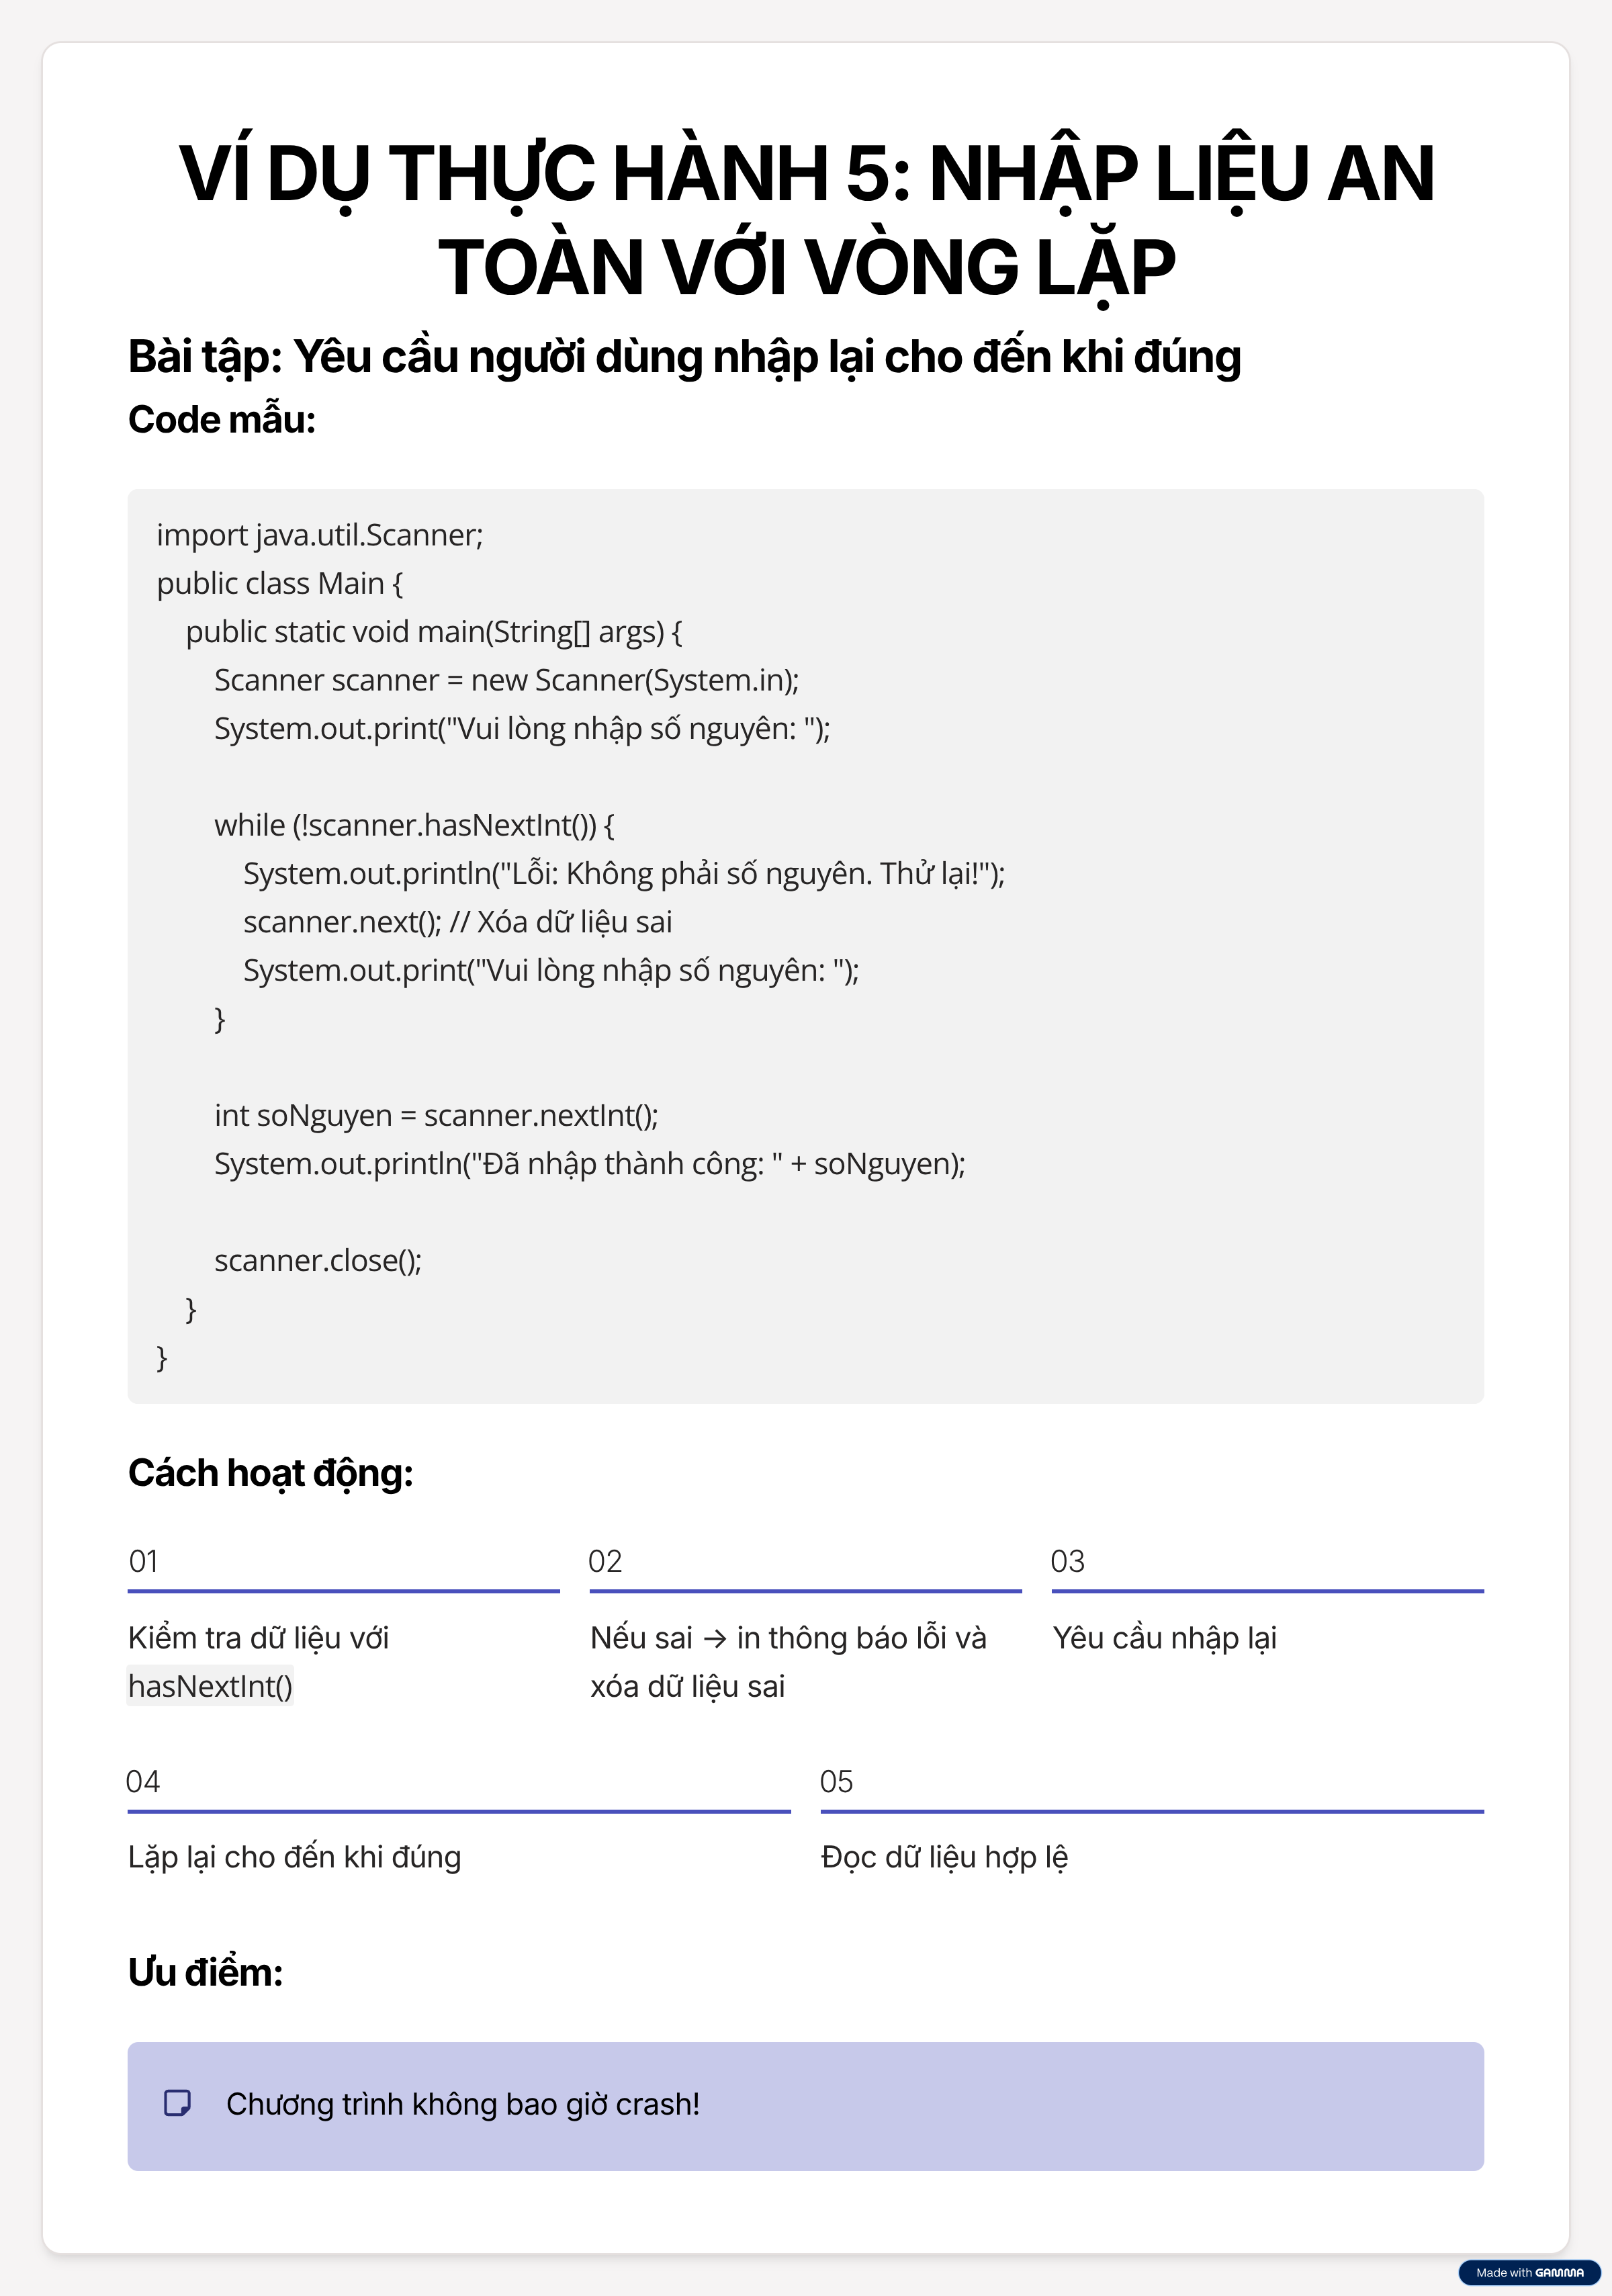 VÍ DỤ THỰC HÀNH 5: NHẬP LIỆU AN
TOÀN VỚI VÒNG LẶP
Bài tập: Yêu cầu người dùng nhập lại cho đến khi đúng
Code mẫu:
import java.util.Scanner;
public class Main {
    public static void main(String[] args) {
        Scanner scanner = new Scanner(System.in);
        System.out.print("Vui lòng nhập số nguyên: ");
        while (!scanner.hasNextInt()) {
            System.out.println("Lỗi: Không phải số nguyên. Thử lại!");
            scanner.next(); // Xóa dữ liệu sai
            System.out.print("Vui lòng nhập số nguyên: ");
        }
        int soNguyen = scanner.nextInt();
        System.out.println("Đã nhập thành công: " + soNguyen);
        scanner.close();
    }
}
Cách hoạt động:
01
Kiểm tra dữ liệu với
hasNextInt()
02
Nếu sai → in thông báo lỗi và
xóa dữ liệu sai
03
Yêu cầu nhập lại
04
Lặp lại cho đến khi đúng
05
Đọc dữ liệu hợp lệ
Ưu điểm:
Chương trình không bao giờ crash!
Made with GAMMA